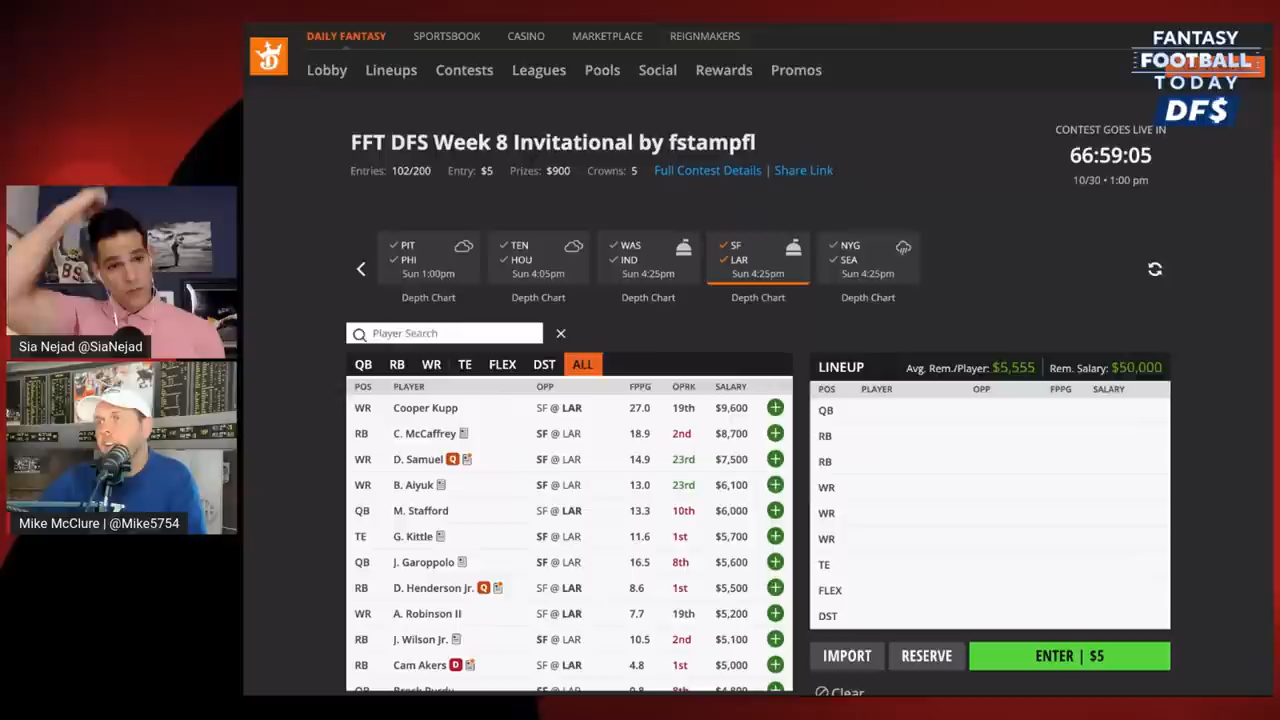 DAILY FANTASY SPORTSBOOK CASINO MARKETPLACE REIGNMAKERS
Lobby Lineups Contests Leagues Pools Social Rewards Promos
FANTASY
FOOTBALL
TODAY
DF$
FFT DFS Week 8 Invitational by fstampfl
Entries: 102/200 Entry: $5 Prizes: $900 Crowns: 5 Full Contest Details | Share Link
CONTEST GOES LIVE IN
66:59:05
10/30 • 1:00 pm
PIT
PHI
Sun 1:00pm
Depth Chart
TEN
HOU
Sun 4:05pm
Depth Chart
WAS
IND
Sun 4:25pm
Depth Chart
SF
LAR
Sun 4:25pm
Depth Chart
NYG
SEA
Sun 4:25pm
Depth Chart
89
Sia Nejad @SiaNejad
Mike McClure | @Mike5754
Player Search
QB RB WR TE FLEX DST ALL
POS PLAYER OPP FPPG OPRK SALARY
WR Cooper Kupp SF @ LAR 27.0 19th $9,600
RB C. McCaffrey SF @ LAR 18.9 2nd $8,700
WR D. Samuel Q SF @ LAR 14.9 23rd $7,500
WR B. Aiyuk SF @ LAR 13.0 23rd $6,100
QB M. Stafford SF @ LAR 13.3 10th $6,000
TE G. Kittle SF @ LAR 11.6 1st $5,700
QB J. Garoppolo SF @ LAR 16.5 8th $5,600
RB D. Henderson Jr. Q SF @ LAR 8.6 1st $5,500
WR A. Robinson II SF @ LAR 7.7 19th $5,200
RB J. Wilson Jr. SF @ LAR 10.5 2nd $5,100
RB Cam Akers D SF @ LAR 4.8 1st $5,000
QB Brock Purdy SF @ LAR 0.8 8th $4,800
LINEUP Avg. Rem./Player: $5,555 Rem. Salary: $50,000
POS PLAYER OPP FPPG SALARY
QB
RB
RB
WR
WR
WR
TE
FLEX
DST
IMPORT RESERVE ENTER | $5
Clear